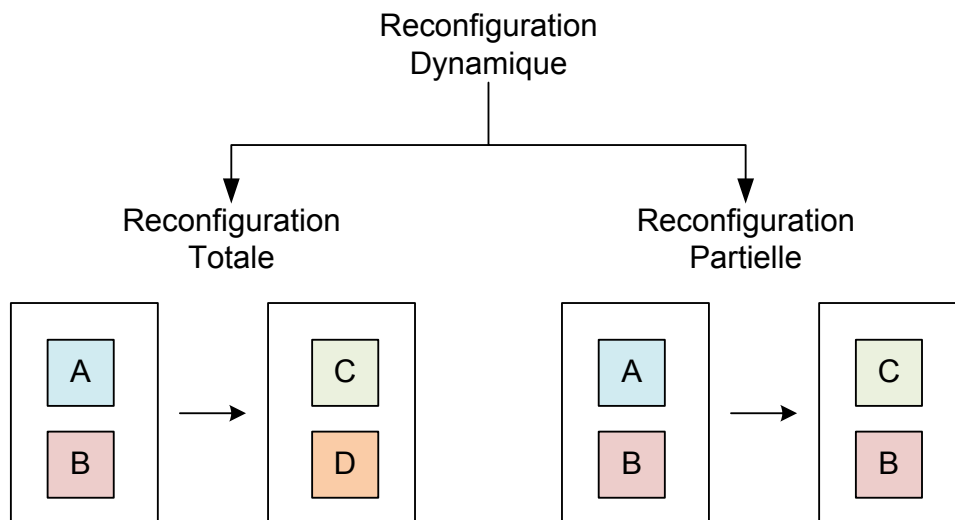 Reconfiguration
Dynamique
Reconfiguration
Totale
Reconfiguration
Partielle
A
C
A
C
B
D
B
B